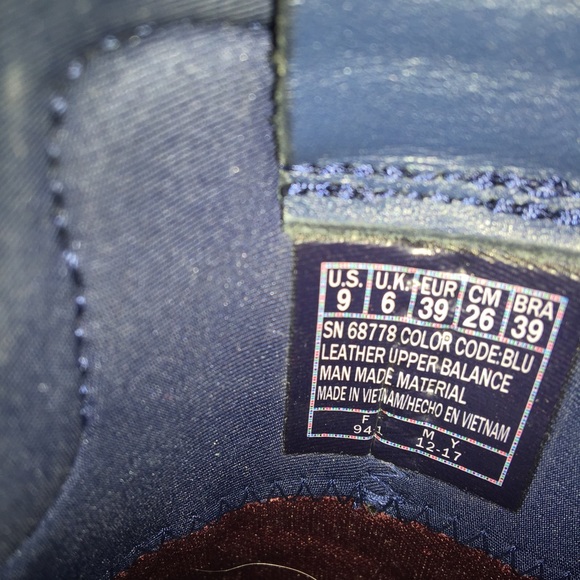 U.S. U.K. EUR CM BRA
9 6 39 26 39
SN 68778 COLOR CODE:BLU
LEATHER UPPER BALANCE
MAN MADE MATERIAL
MADE IN VIETNAM/HECHO EN VIETNAM
F M Y
941 12-17